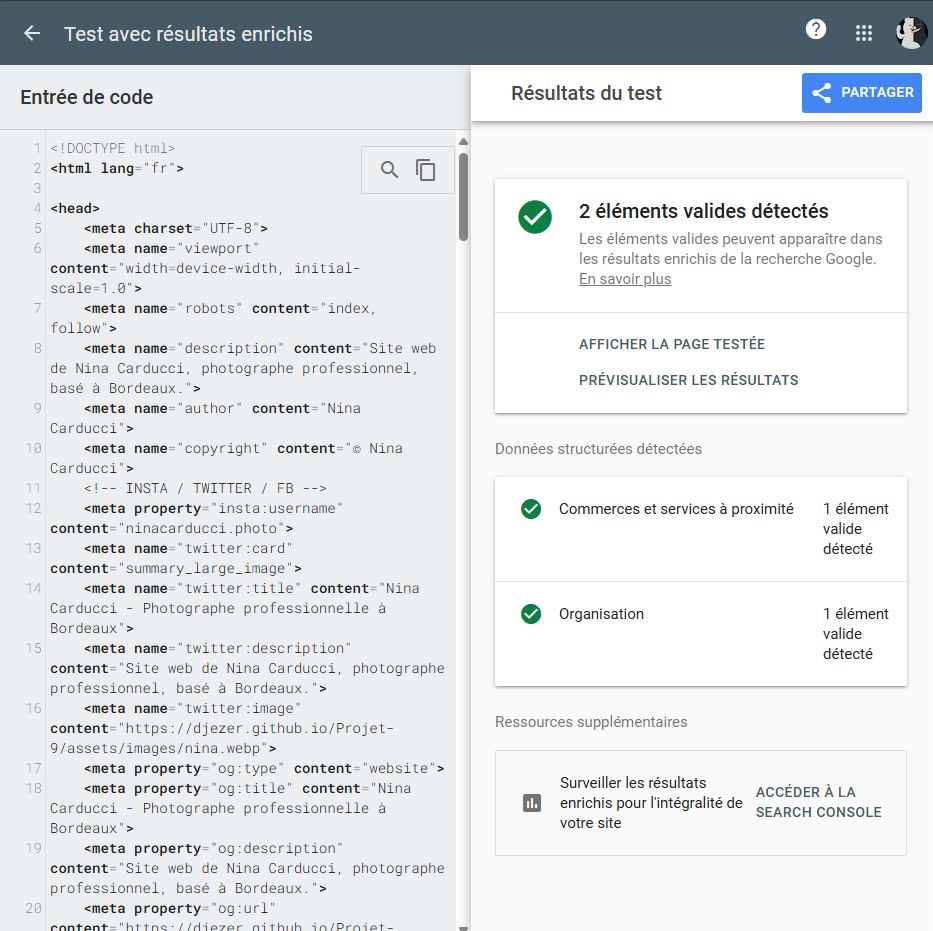 Test avec résultats enrichis
?
Entrée de code
1 <!DOCTYPE html>
2 <html lang="fr">
3
4 <head>
5 <meta charset="UTF-8">
6 <meta name="viewport"
content="width=device-width, initial-
scale=1.0">
7 <meta name="robots" content="index,
follow">
8 <meta name="description" content="Site web
de Nina Carducci, photographe professionnel,
basé à Bordeaux.">
9 <meta name="author" content="Nina
Carducci">
10 <meta name="copyright" content="© Nina
Carducci">
11 <!-- INSTA / TWITTER / FB -->
12 <meta property="insta:username"
content="ninacarducci.photo">
13 <meta name="twitter:card"
content="summary_large_image">
14 <meta name="twitter:title" content="Nina
Carducci - Photographe professionnelle à
Bordeaux">
15 <meta name="twitter:description"
content="Site web de Nina Carducci, photographe
professionnel, basé à Bordeaux.">
16 <meta name="twitter:image"
content="https://djezer.github.io/Projet-
9/assets/images/nina.webp">
17 <meta property="og:type" content="website">
18 <meta property="og:title" content="Nina
Carducci - Photographe professionnelle à
Bordeaux">
19 <meta property="og:description"
content="Site web de Nina Carducci, photographe
professionnel, basé à Bordeaux.">
20 <meta property="og:url"
content="https://djezer.github.io/Projet-
Résultats du test
PARTAGER
2 éléments valides détectés
Les éléments valides peuvent apparaître dans
les résultats enrichis de la recherche Google.
En savoir plus
AFFICHER LA PAGE TESTÉE
PRÉVISUALISER LES RÉSULTATS
Données structurées détectées
Commerces et services à proximité
1 élément
valide
détecté
Organisation
1 élément
valide
détecté
Ressources supplémentaires
Surveiller les résultats
enrichis pour l'intégralité de
votre site
ACCÉDER À LA
SEARCH CONSOLE